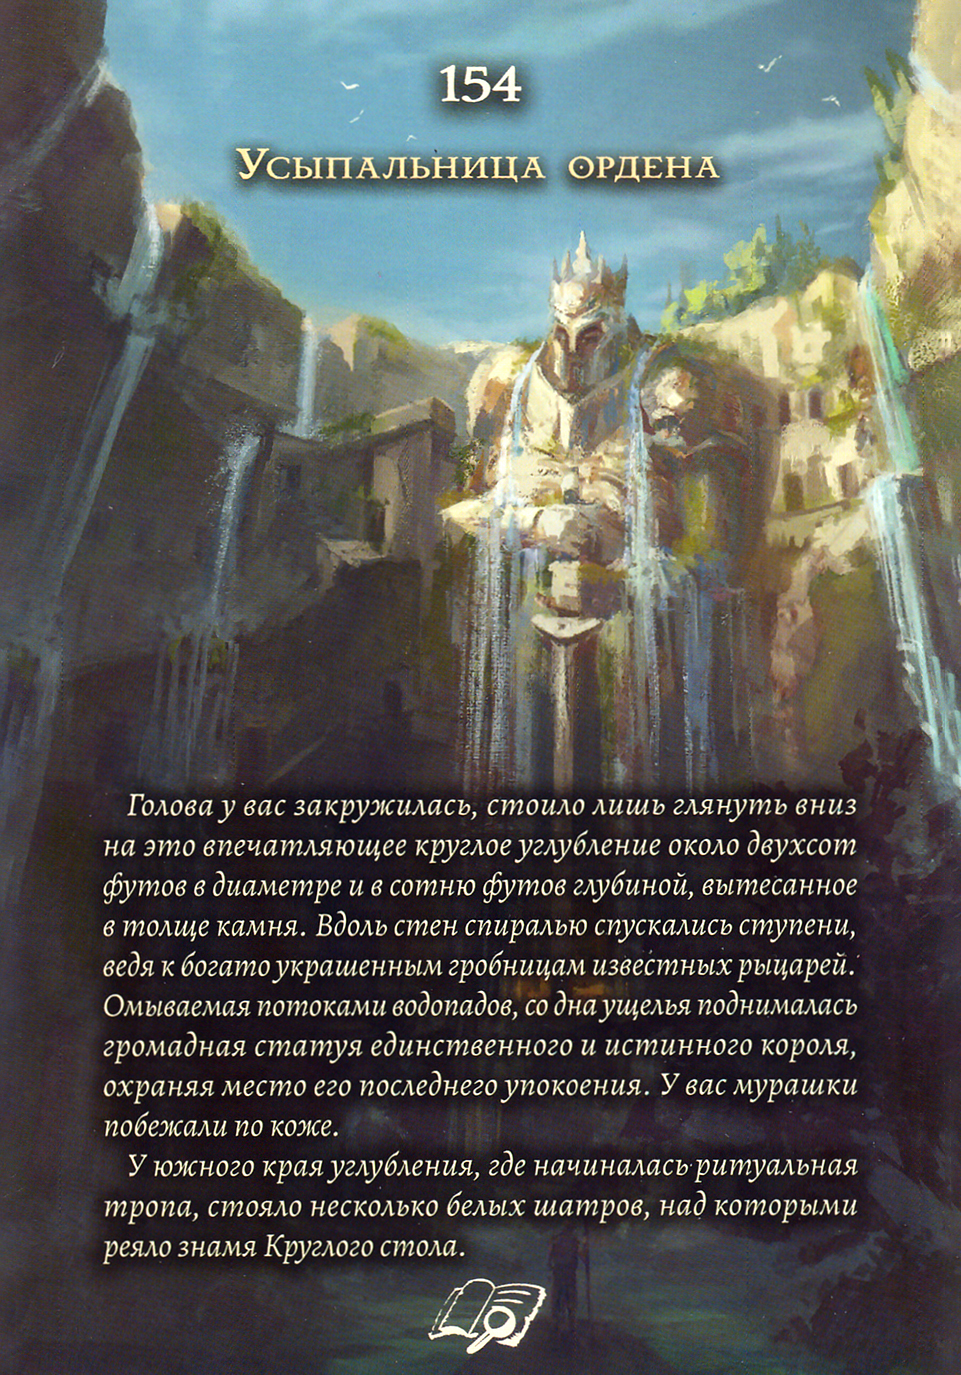 154
Усыпальница ордена
Голова у вас закружилась, стоило лишь глянуть вниз
на это впечатляющее круглое углубление около двухсот
футов в диаметре и в сотню футов глубиной, вытесанное
в толще камня. Вдоль стен спиралью спускались ступени,
ведя к богато украшенным гробницам известных рыцарей.
Омываемая потоками водопадов, со дна ущелья поднималась
громадная статуя единственного и истинного короля,
охраняя место его последнего упокоения. У вас мурашки
побежали по коже.
У южного края углубления, где начиналась ритуальная
тропа, стояло несколько белых шатров, над которыми
реяло знамя Круглого стола.